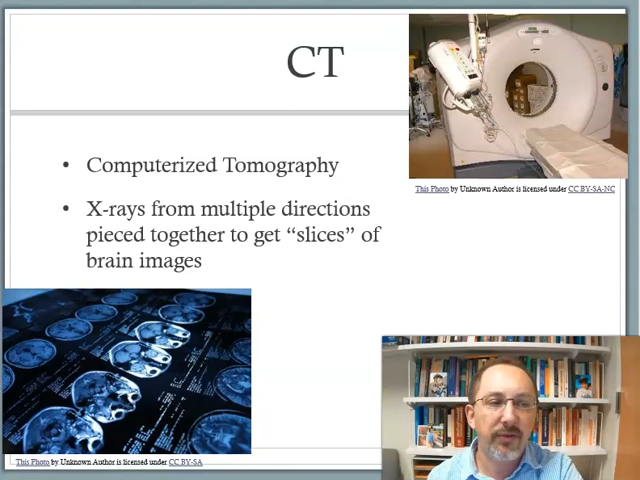 CT
• Computerized Tomography
• X-rays from multiple directions
pieced together to get “slices” of
brain images
This Photo by Unknown Author is licensed under CC BY-SA-NC
This Photo by Unknown Author is licensed under CC BY-SA